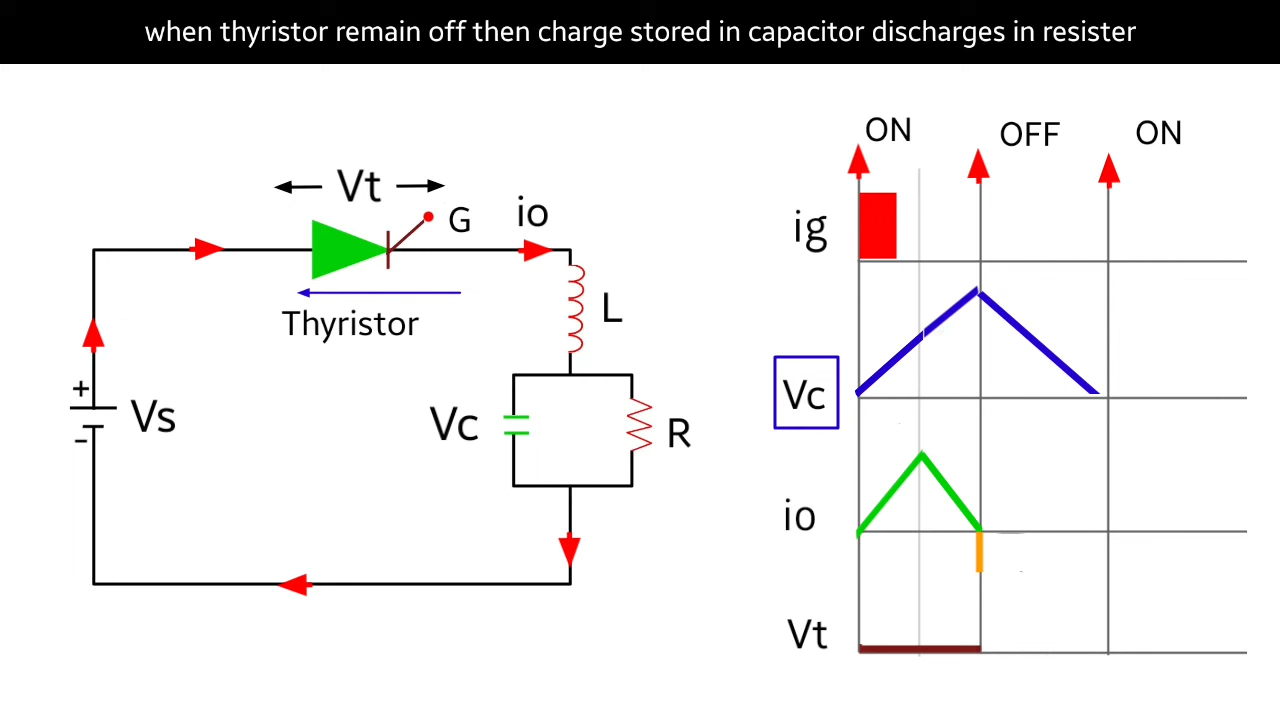 when thyristor remain off then charge stored in capacitor discharges in resister
ON
OFF
ON
Vt
G
io
ig
Thyristor
L
+
Vs
-
Vc
R
Vc
io
Vt